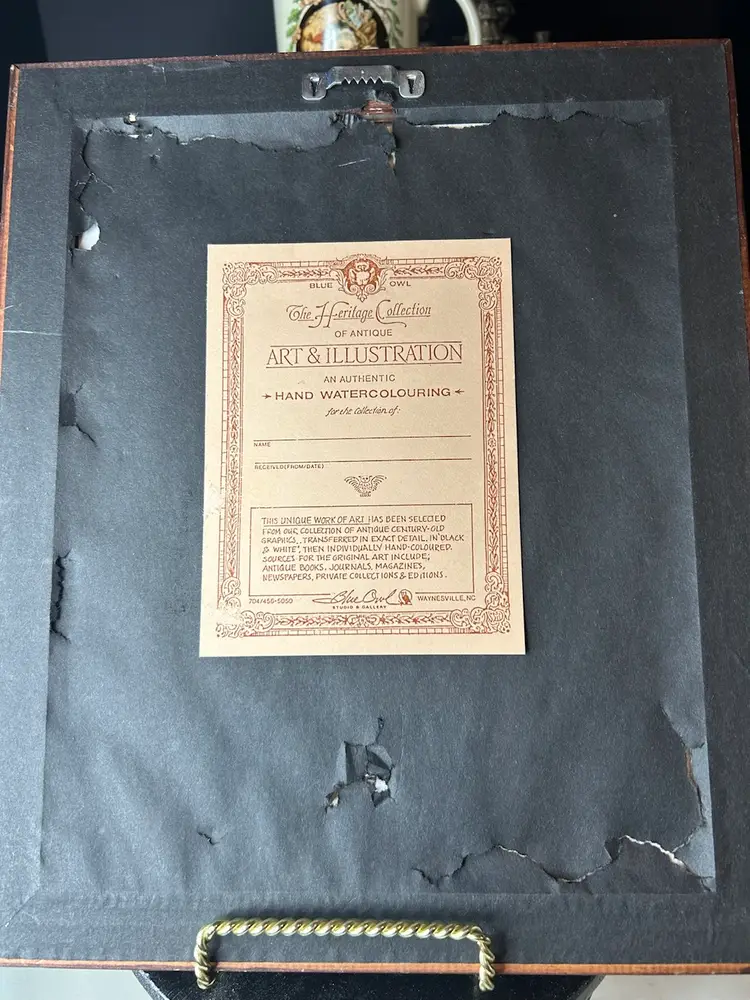 BLUE OWL
The Heritage Collection
OF ANTIQUE
ART & ILLUSTRATION
AN AUTHENTIC
HAND WATERCOLOURING
for the Collection of:
NAME
RECEIVED (FROM/DATE)
THIS UNIQUE WORK OF ART HAS BEEN SELECTED
FROM OUR COLLECTION OF ANTIQUE CENTURY-OLD
GRAPHICS, TRANSFERRED IN EXACT DETAIL, IN "BLACK
& WHITE", THEN INDIVIDUALLY HAND-COLOURED.
SOURCES FOR THE ORIGINAL ART INCLUDE;
ANTIQUE BOOKS, JOURNALS, MAGAZINES,
NEWSPAPERS, PRIVATE COLLECTIONS & EDITIONS.
704/456-5050 Blue Owl WAYNESVILLE, NC
STUDIO & GALLERY